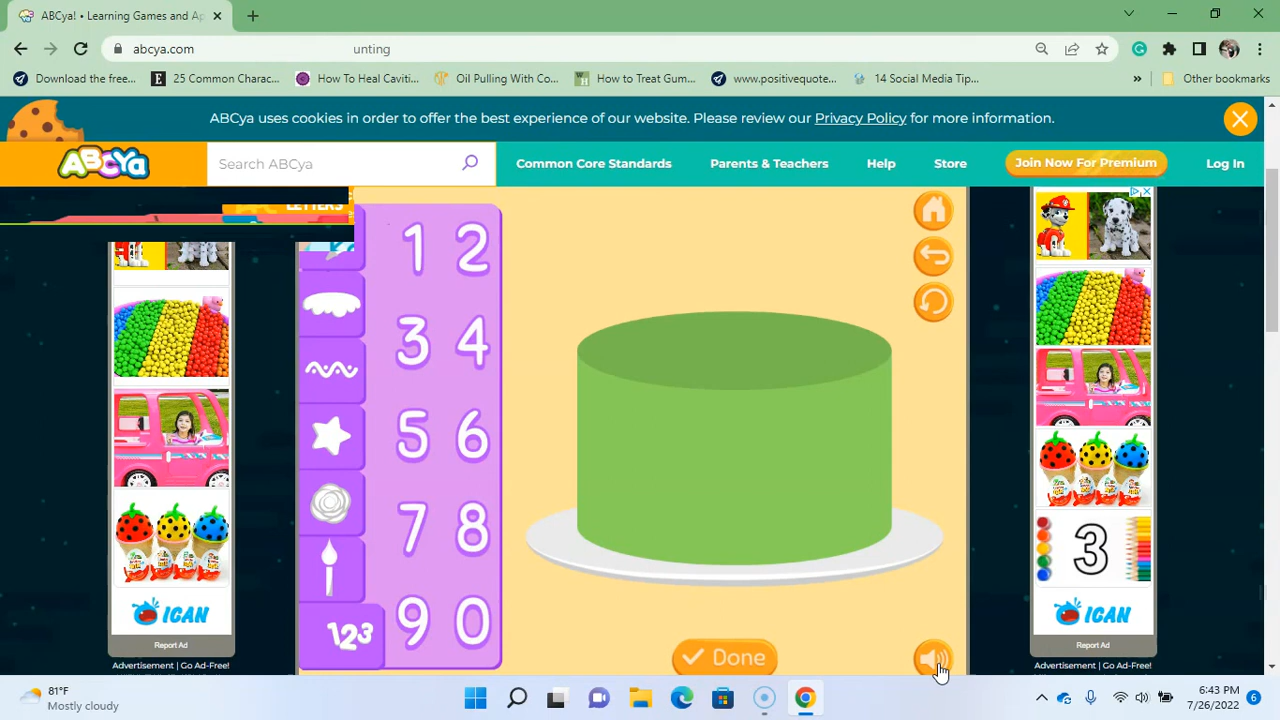 ABCya! • Learning Games and Ap
abcya.com unting
Download the free... 25 Common Charac... How To Heal Caviti... Oil Pulling With Co... How to Treat Gum... www.positivequote... 14 Social Media Tip... » Other bookmarks
ABCya uses cookies in order to offer the best experience of our website. Please review our Privacy Policy for more information.
ABCya Search ABCya Common Core Standards Parents & Teachers Help Store Join Now For Premium Log In
LETTERS
1 2
3 4
5 6
7 8
9 0
123
Done
3
ICAN
Report Ad
Advertisement | Go Ad-Free!
ICAN
Report Ad
Advertisement | Go Ad-Free!
81°F
Mostly cloudy
6:43 PM
7/26/2022
6